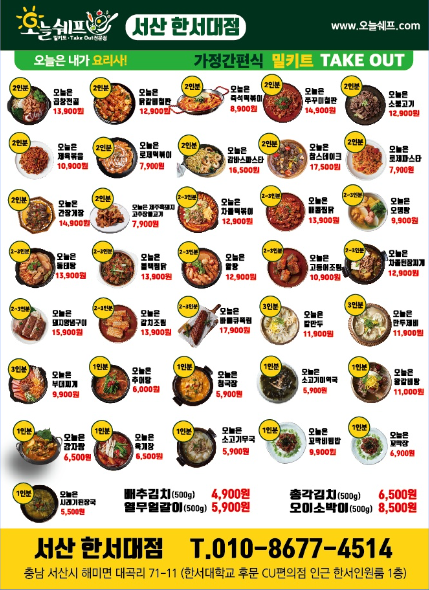 오늘쉐프
밀키트·Take Out전문점
서산 한서대점
www.오늘쉐프.com
오늘은 내가 요리사!
가정간편식 밀키트 TAKE OUT
2인분 오늘은 곱창전골 13,900원
2인분 오늘은 닭갈비철판 12,900원
2인분 오늘은 즉석떡볶이 8,900원
2인분 오늘은 쭈꾸미철판 14,900원
2인분 오늘은 소불고기 12,900원
2인분 오늘은 제육볶음 10,900원
2인분 오늘은 로제떡볶이 7,900원
2인분 오늘은 감바스파스타 16,500원
2인분 오늘은 찹스테이크 17,500원
2인분 오늘은 로제파스타 7,900원
2인분 오늘은 간장게장 14,900원
2인분 오늘은 제주흑돼지 고추장불고기 7,900원
2-3인분 오늘은 차돌떡볶이 12,900원
2-3인분 오늘은 13,900원
2-3인분 오늘은 오뎅탕 9,900원
2-3인분 오늘은 동태탕 13,900원
2-3인분 오늘은 13,900원
2-3인분 오늘은 알탕 12,900원
2-3인분 오늘은 고등어조림 10,900원
2-3인분 오늘은 차돌된장찌개 12,900원
2-3인분 오늘은 돼지양념구이 15,900원
2-3인분 오늘은 갈치조림 13,900원
2-3인분 오늘은 17,900원
3인분 오늘은 칼만두 11,900원
3인분 오늘은 만두제비 11,900원
3인분 오늘은 부대찌개 9,900원
1인분 오늘은 추어탕 6,000원
1인분 오늘은 청국장 5,900원
1인분 오늘은 소고기미역국 5,900원
1인분 오늘은 왕갈비탕 11,000원
1인분 오늘은 감자탕 6,500원
1인분 오늘은 육개장 6,500원
1인분 오늘은 소고기무국 5,900원
1인분 오늘은 꼬막비빔밥 9,900원
1인분 오늘은 꼬막장 6,900원
1인분 오늘은 시래기된장국 5,500원
배추김치(500g) 4,900원
총각김치(500g) 6,500원
열무얼갈이(500g) 5,900원
오이소박이(500g) 8,500원
서산 한서대점 T.010-8677-4514
충남 서산시 해미면 대곡리 71-11 (한서대학교 후문 CU편의점 인근 한서인원룸 1층)